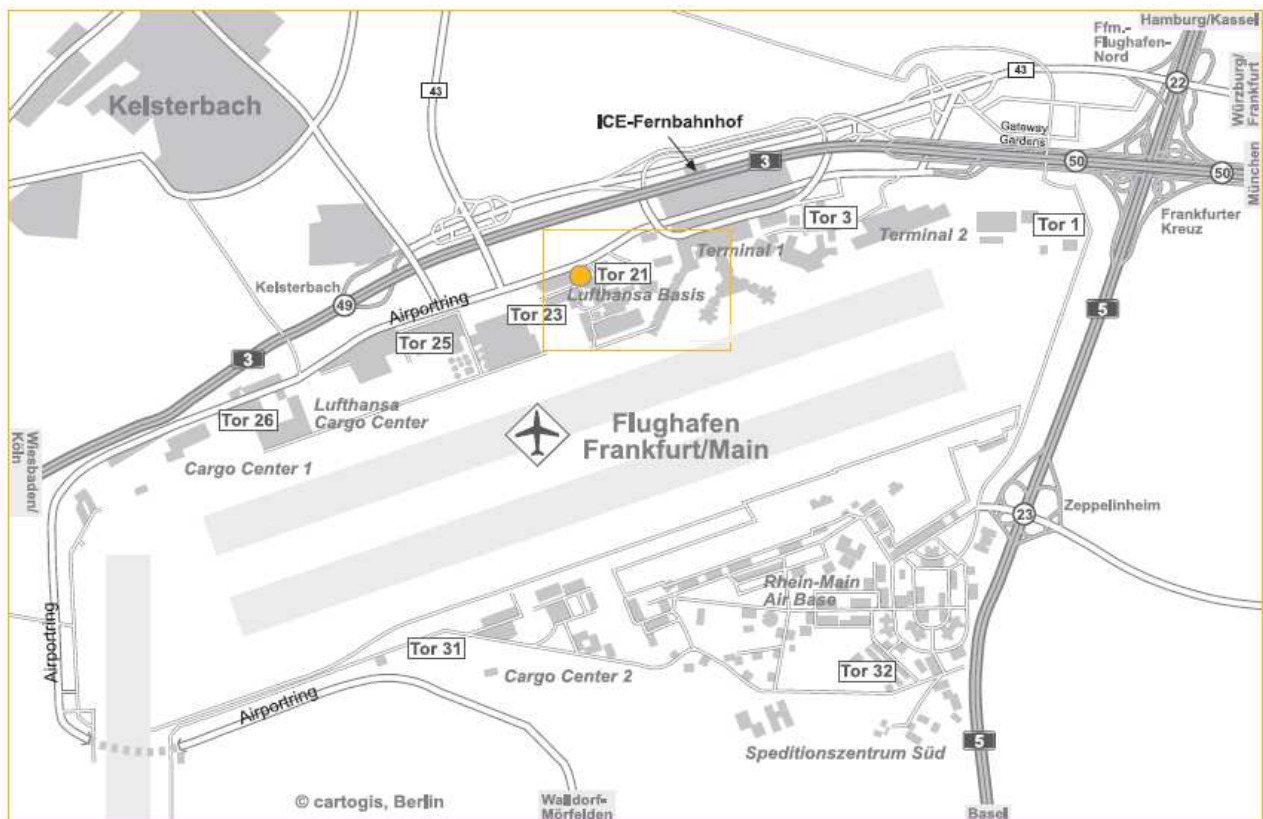 Hamburg/Kassel
Ffm.-
Flughafen-
Nord
43
43
22
Würzburg/
Frankfurt
Kelsterbach
ICE-Fernbahnhof
Gateway
Gardens
3
50
50
München
Tor 3
Tor 1
Frankfurter
Kreuz
Terminal 1
Terminal 2
Tor 21
Lufthansa Basis
Kelsterbach
49
Airportring
Tor 23
5
Tor 25
3
Lufthansa
Cargo Center
Tor 26
Flughafen
Frankfurt/Main
Wiesbaden/
Köln
Cargo Center 1
Zeppelinheim
23
Rhein-Main
Air Base
Airportring
Tor 31
Cargo Center 2
Tor 32
Airportring
Speditionszentrum Süd
5
© cartogis, Berlin
Walldorf-
Mörfelden
Basel